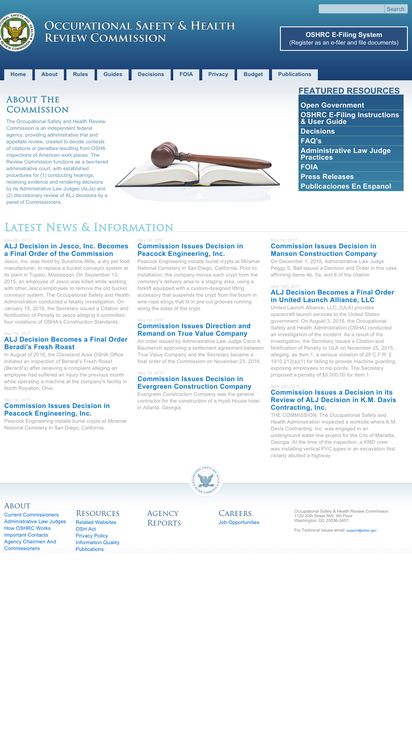 Search
OCCUPATIONAL SAFETY & HEALTH
REVIEW COMMISSION
OSHRC E-Filing System
(Register as an e-filer and file documents)
Home About Rules Guides Decisions FOIA Privacy Budget Publications
ABOUT THE
COMMISSION
The Occupational Safety and Health Review
Commission is an independent federal
agency, providing administrative trial and
appellate review, created to decide contests
of citations or penalties resulting from OSHA
inspections of American work places. The
Review Commission functions as a two-tiered
administrative court, with established
procedures for (1) conducting hearings,
receiving evidence and rendering decisions
by its Administrative Law Judges (ALJs) and
(2) discretionary review of ALJ decisions by a
panel of Commissioners.
FEATURED RESOURCES
Open Government
OSHRC E-Filing Instructions
& User Guide
Decisions
FAQ's
Administrative Law Judge
Practices
FOIA
Press Releases
Publicaciones En Espanol
LATEST NEWS & INFORMATION
ALJ Decision in Jesco, Inc. Becomes
a Final Order of the Commission
Jesco, Inc. was hired by Sunshine Mills, a dry pet food
manufacturer, to replace a bucket conveyor system at
its plant in Tupelo, Mississippi. On September 13,
2015, an employee of Jesco was killed while working
with other Jesco employees to remove the old bucket
conveyor system. The Occupational Safety and Health
Administration conducted a fatality investigation. On
January 15, 2016, the Secretary issued a Citation and
Notification of Penalty to Jesco alleging it committed
four violations of OSHA's Construction Standards.
ALJ Decision Becomes a Final Order
Beradi's Fresh Roast
In August of 2016, the Cleveland Area OSHA Office
initiated an inspection of Berardi's Fresh Roast
(Berardi's) after receiving a complaint alleging an
employee had suffered an injury the previous month
while operating a machine at the company's facility in
North Royalton, Ohio.
Commission Issues Decision in
Peacock Engineering, Inc.
Peacock Engineering installs burial crypts at Miramar
National Cemetery in San Diego, California.
Commission Issues Decision in
Peacock Engineering, Inc.
Peacock Engineering installs burial crypts at Miramar
National Cemetery in San Diego, California. Prior to
installation, the company moves each crypt from the
cemetery's delivery area to a staging area, using a
forklift equipped with a custom-designed lifting
accessory that suspends the crypt from the boom in
wire rope slings that fit in pre-cut grooves running
along the sides of the crypt.
Commission Issues Direction and
Remand on True Value Company
An order issued by Administrative Law Judge Carol A.
Baumerich approving a settlement agreement between
True Value Company and the Secretary became a
final order of the Commission on November 23, 2016.
Commission Issues Decision in
Evergreen Construction Company
Evergreen Construction Company was the general
contractor for the construction of a Hyatt House hotel
in Atlanta, Georgia.
Commission Issues Decision in
Manson Construction Company
On December 1, 2016, Administrative Law Judge
Peggy S. Ball issued a Decision and Order in this case
affirming items 4a, 5a, and 6 of the citation
ALJ Decision Becomes a Final Order
in United Launch Alliance, LLC
United Launch Alliance, LLC, (ULA) provides
spacecraft launch services to the United States
government. On August 3, 2015, the Occupational
Safety and Health Administration (OSHA) conducted
an investigation of the incident. As a result of the
investigation, the Secretary issued a Citation and
Notification of Penalty to ULA on November 25, 2015,
alleging, as item 1, a serious violation of 29 C.F.R. §
1910.212(a)(1) for failing to provide machine guarding,
exposing employees to nip points. The Secretary
proposed a penalty of $5,000.00 for item 1.
Commission Issues a Decision in its
Review of ALJ Decision in K.M. Davis
Contracting, Inc.
THE COMMISSION: The Occupational Safety and
Health Administration inspected a worksite where K.M.
Davis Contracting, Inc. was engaged in an
underground water line project for the City of Marietta,
Georgia. At the time of the inspection, a KMD crew
was installing vertical PVC pipes in an excavation that
closely abutted a highway.
ABOUT
Current Commissioners
Administrative Law Judges
How OSHRC Works
Important Contacts
Agency Chairmen And
Commissioners
RESOURCES
Related Websites
OSH Act
Privacy Policy
Information Quality
Publications
AGENCY
REPORTS
CAREERS
Job Opportunities
Occupational Safety & Health Review Commission
1120 20th Street NW, 9th Floor
Washington, DC 20036-3457
For Technical Issues email: